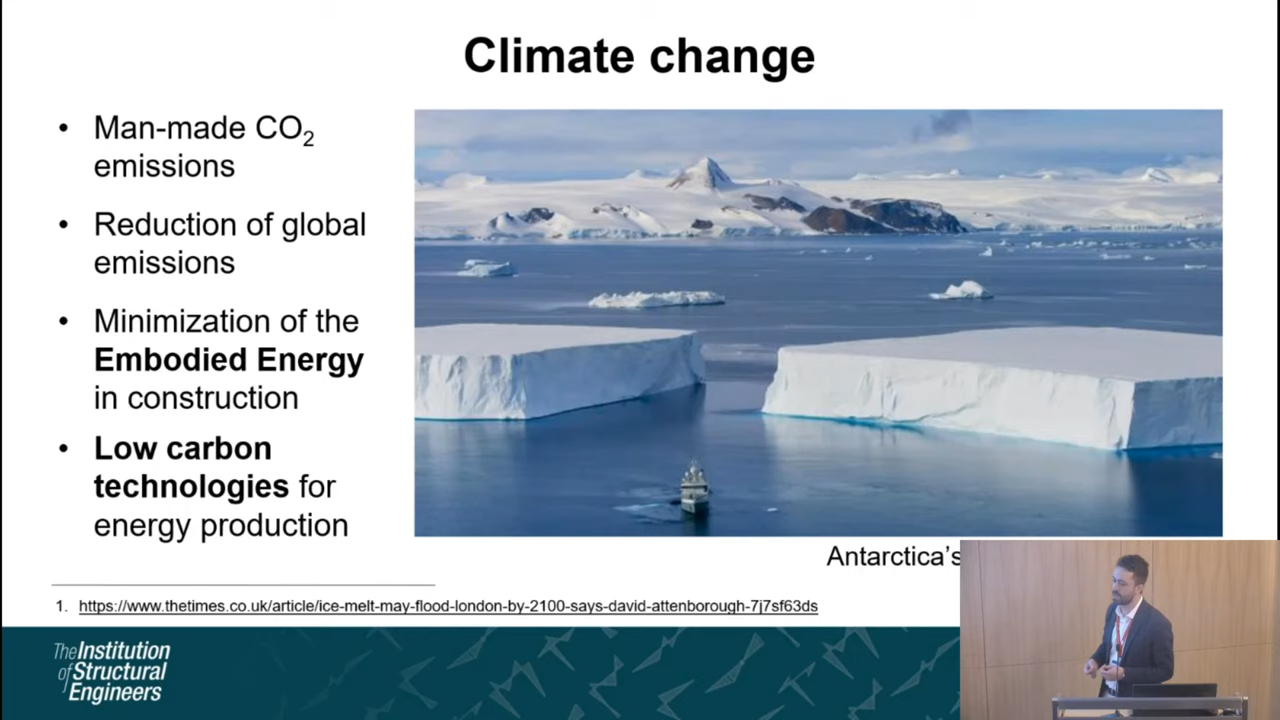 Climate change
• Man-made CO₂
emissions
• Reduction of global
emissions
• Minimization of the
Embodied Energy
in construction
• Low carbon
technologies for
energy production
Antarctica's
1. https://www.thetimes.co.uk/article/ice-melt-may-flood-london-by-2100-says-david-attenborough-7j7sf63ds
The Institution
of Structural
Engineers